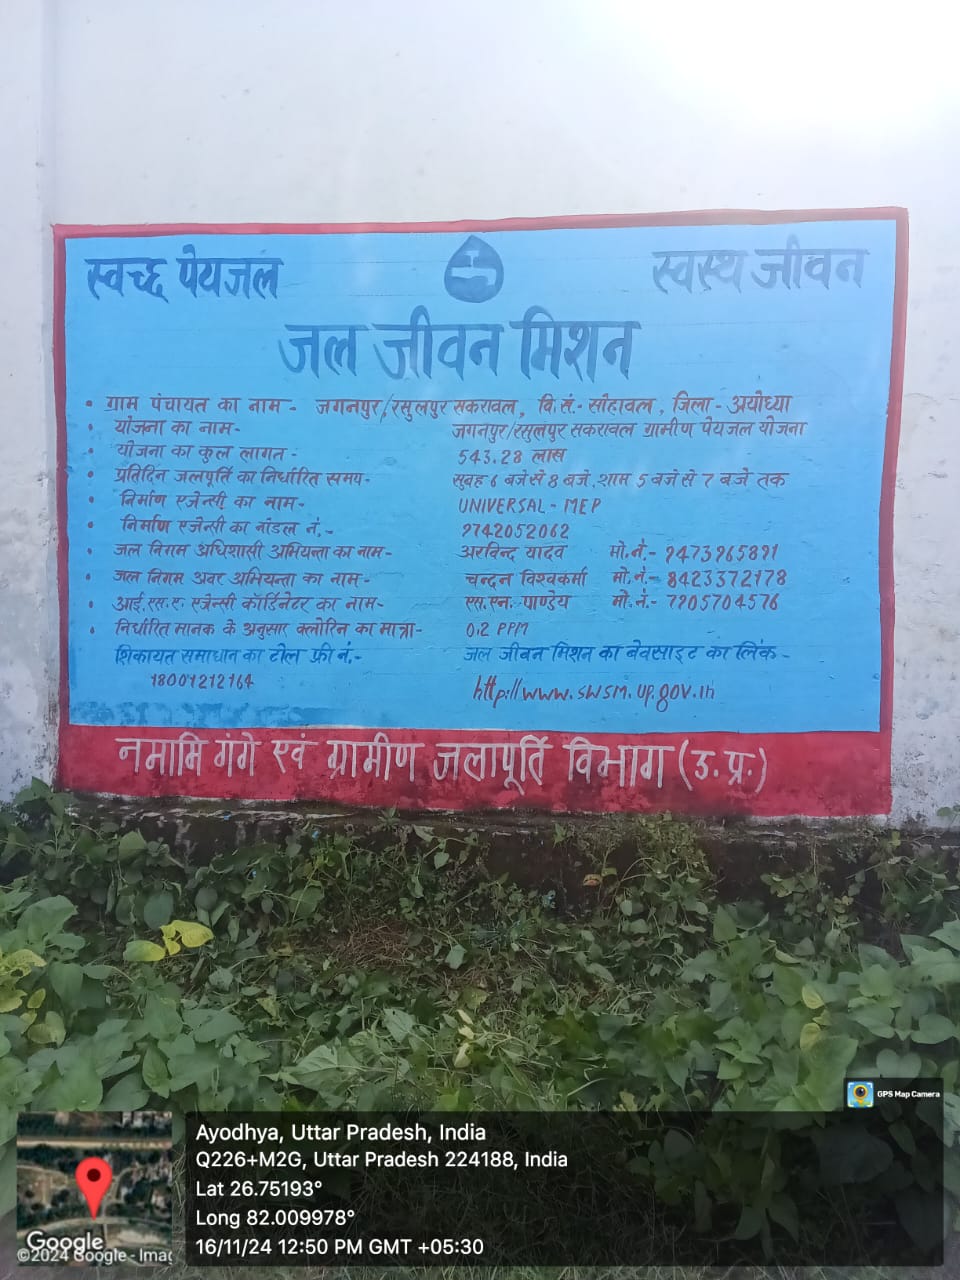 स्वच्छ पेयजल स्वस्थ जीवन
जल जीवन मिशन
• ग्राम पंचायत का नाम - जगनपुर/रसुलपुर सकरावल, वि.सं.- सोहावल, जिला - अयोध्या
• योजना का नाम- जगनपुर/रसुलपुर सकरावल ग्रामीण पेयजल योजना
• योजना का कुल लागत- 543.28 लाख
• प्रतिदिन जलपूर्ति का निर्धारित समय- सुबह 6 बजे से 8 बजे, शाम 5 बजे से 7 बजे तक
• निर्माण एजेन्सी का नाम- UNIVERSAL - MEP
• निर्माण एजेन्सी का नोडल नं.- 9742052062
• जल निगम अधिशासी अभियन्ता का नाम- अरविन्द यादव मो.नं.- 9473965891
• जल निगम अवर अभियन्ता का नाम- चन्दन विश्वकर्मा मो.नं.- 8423372178
• आई.एस.ए. एजेन्सी कॉर्डिनेटर का नाम- एस.एन. पाण्डेय मो.नं.- 7905704576
• निर्धारित मानक के अनुसार क्लोरिन का मात्रा- 0.2 PPM
शिकायत समाधान का टोल फ्री नं.- जल जीवन मिशन का बेवसाइट का लिंक -
18001212164 http://www.swsm.up.gov.in
नमामि गंगे एवं ग्रामीण जलापूर्ति विभाग (उ.प्र.)
GPS Map Camera
Ayodhya, Uttar Pradesh, India
Q226+M2G, Uttar Pradesh 224188, India
Lat 26.75193°
Long 82.009978°
16/11/24 12:50 PM GMT +05:30
Google
©2024 Google - Imag